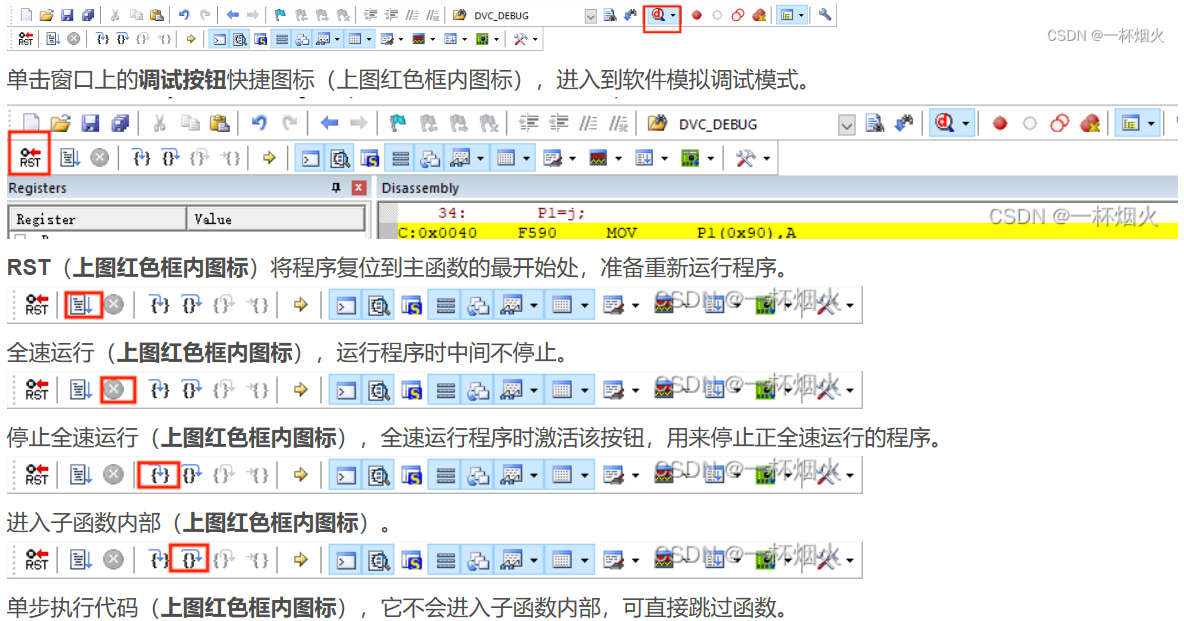 DVC_DEBUG
RST
CSDN @一杯烟火
单击窗口上的调试按钮快捷图标（上图红色框内图标），进入到软件模拟调试模式。
DVC_DEBUG
RST
Registers Disassembly
Register Value
34: P1=j;
CSDN @一杯烟火
C:0x0040 F590 MOV P1(0x90),A
RST（上图红色框内图标）将程序复位到主函数的最开始处，准备重新运行程序。
RST CSDN @一杯烟火
全速运行（上图红色框内图标），运行程序时中间不停止。
RST CSDN @一杯烟火
停止全速运行（上图红色框内图标），全速运行程序时激活该按钮，用来停止正全速运行的程序。
RST CSDN @一杯烟火
进入子函数内部（上图红色框内图标）。
RST CSDN @一杯烟火
单步执行代码（上图红色框内图标），它不会进入子函数内部，可直接跳过函数。